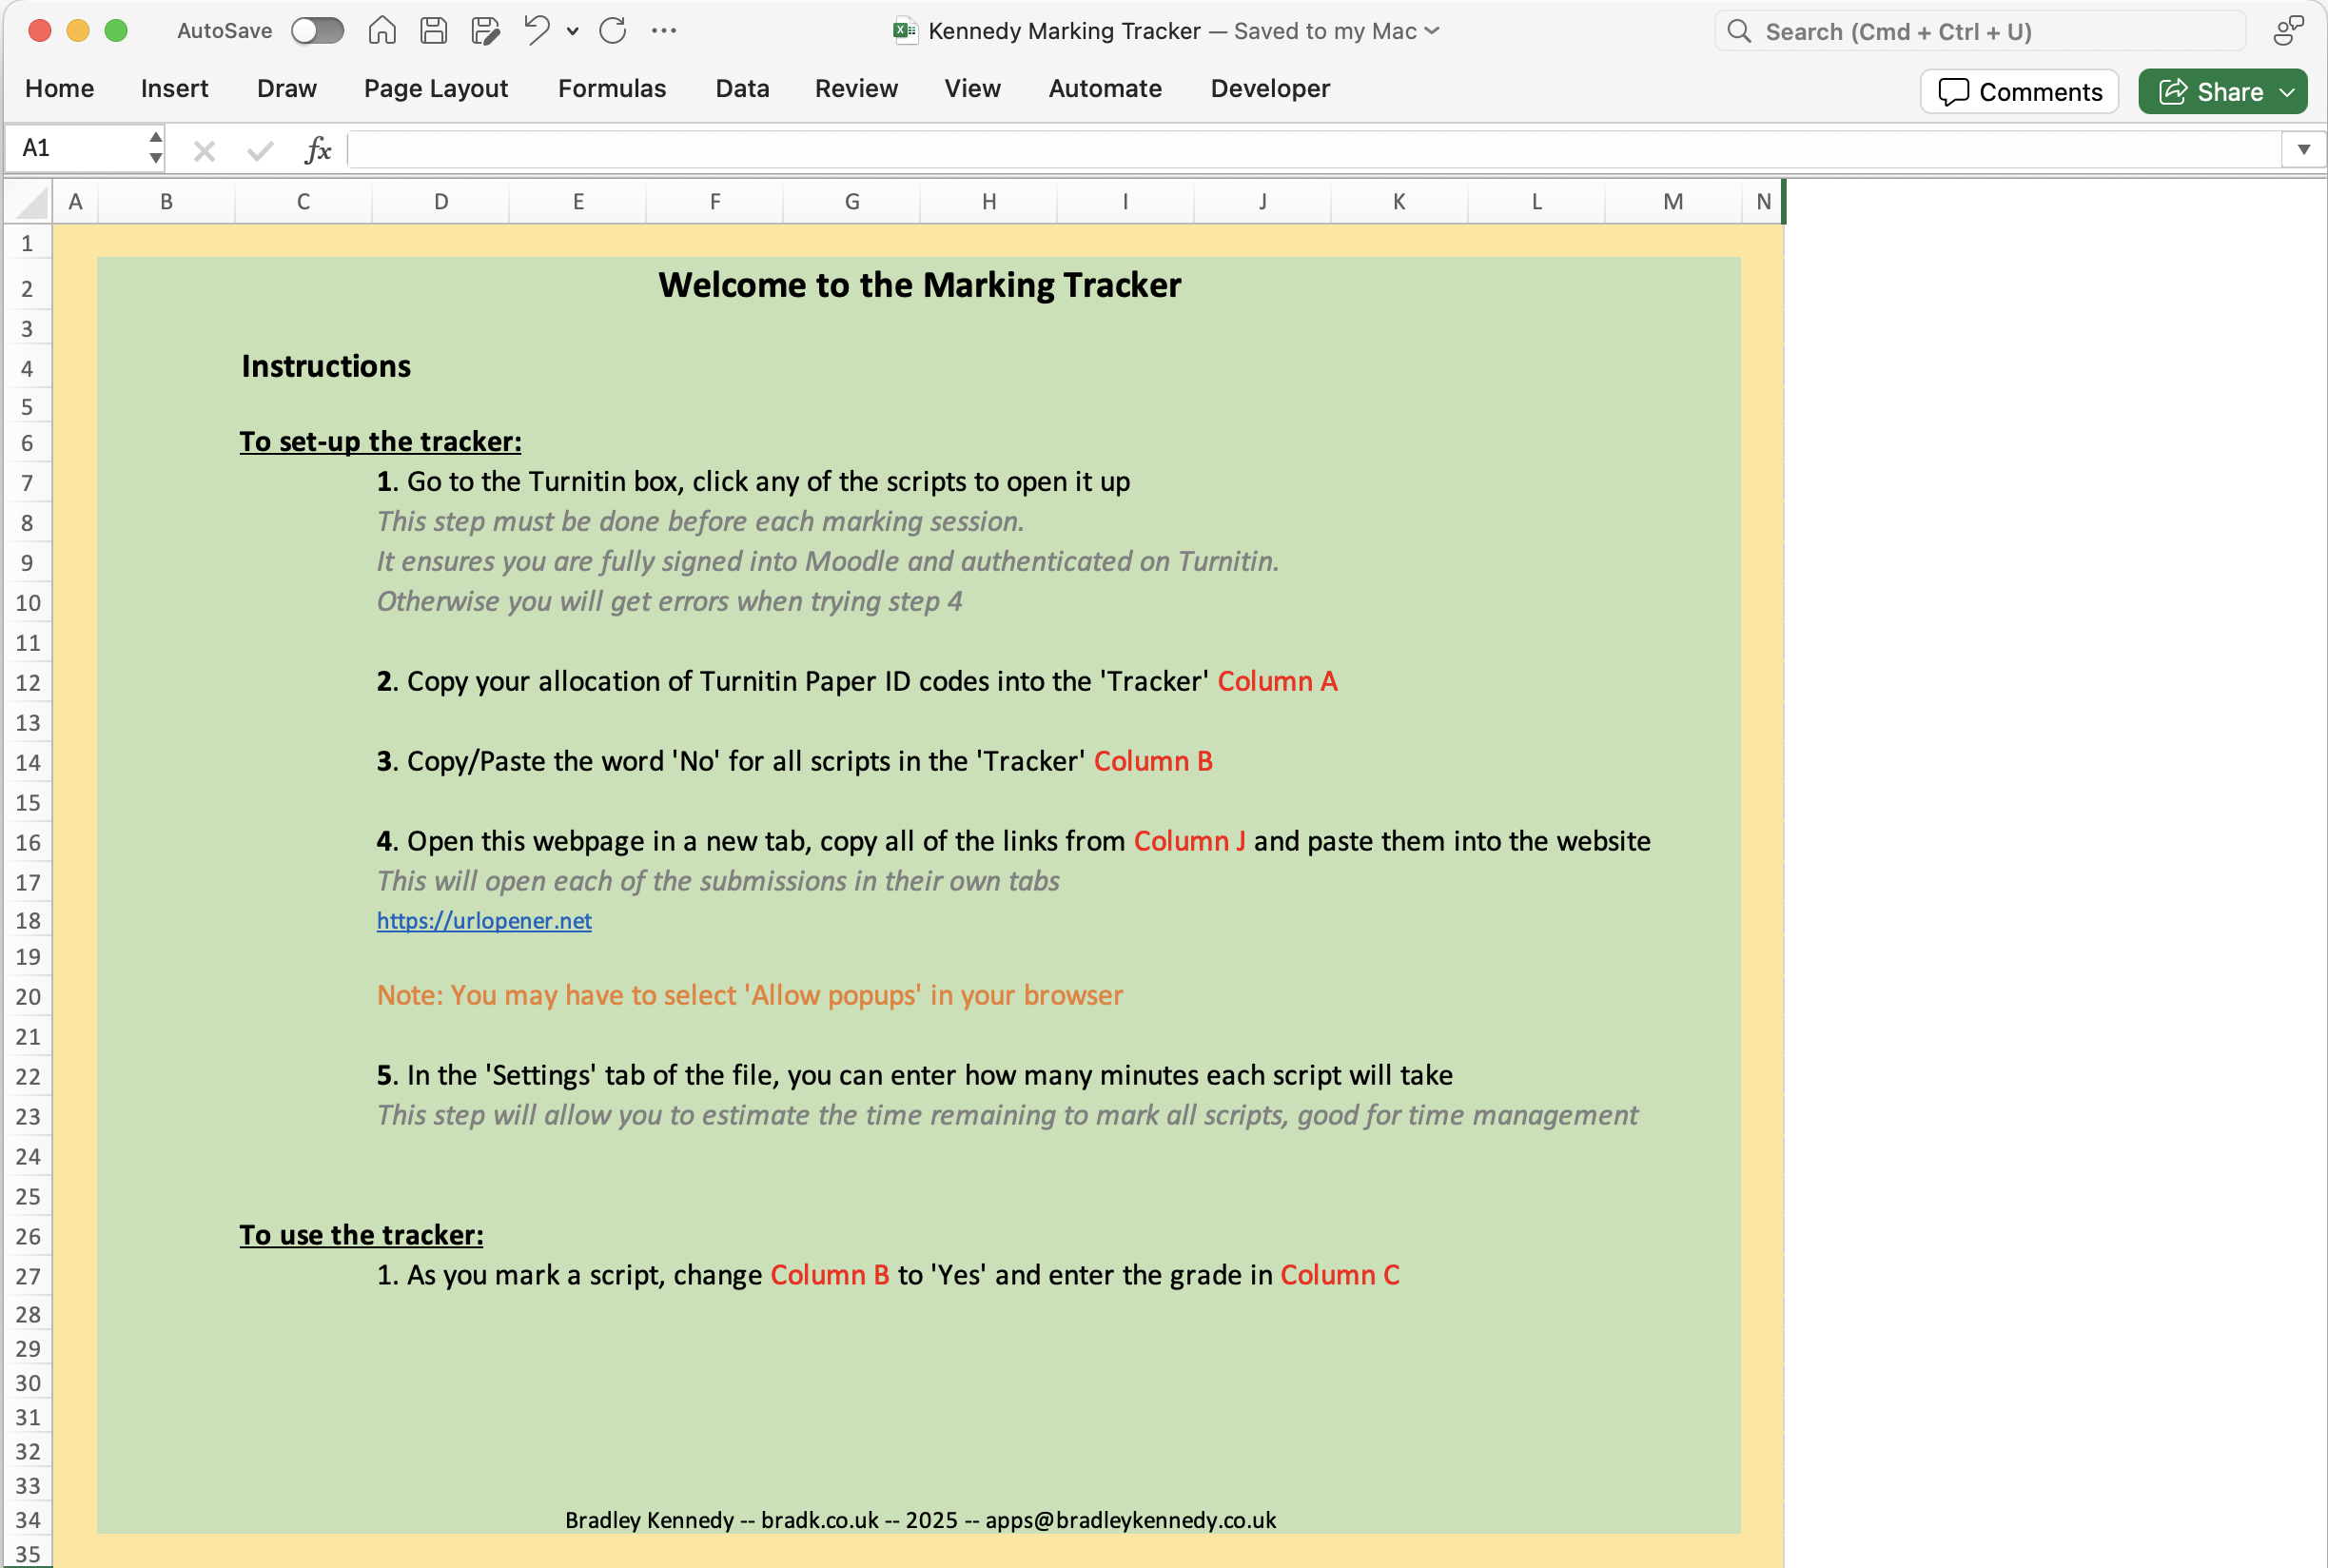 AutoSave
Kennedy Marking Tracker — Saved to my Mac
Search (Cmd + Ctrl + U)
Home Insert Draw Page Layout Formulas Data Review View Automate Developer
Comments
Share
A1
fx
A B C D E F G H I J K L M N
1
2 Welcome to the Marking Tracker
3
4 Instructions
5
6 To set-up the tracker:
7 1. Go to the Turnitin box, click any of the scripts to open it up
8 This step must be done before each marking session.
9 It ensures you are fully signed into Moodle and authenticated on Turnitin.
10 Otherwise you will get errors when trying step 4
11
12 2. Copy your allocation of Turnitin Paper ID codes into the 'Tracker' Column A
13
14 3. Copy/Paste the word 'No' for all scripts in the 'Tracker' Column B
15
16 4. Open this webpage in a new tab, copy all of the links from Column J and paste them into the website
17 This will open each of the submissions in their own tabs
18 https://urlopener.net
19
20 Note: You may have to select 'Allow popups' in your browser
21
22 5. In the 'Settings' tab of the file, you can enter how many minutes each script will take
23 This step will allow you to estimate the time remaining to mark all scripts, good for time management
24
25
26 To use the tracker:
27 1. As you mark a script, change Column B to 'Yes' and enter the grade in Column C
28
29
30
31
32
33
34 Bradley Kennedy -- bradk.co.uk -- 2025 -- apps@bradleykennedy.co.uk
35